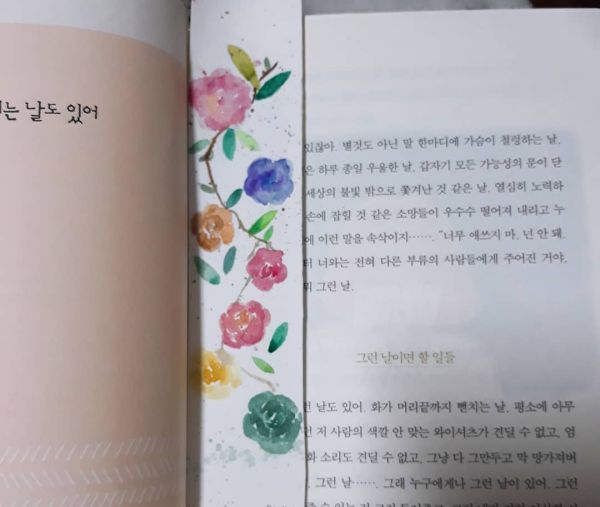 는 날도 있어
있잖아. 별것도 아닌 말 한마디에 가슴이 철렁하는 날.
은 하루 종일 우울한 날. 갑자기 모든 가능성의 문이 닫
세상의 불빛 밖으로 쫓겨난 것 같은 날. 열심히 노력하
손에 잡힐 것 같은 소망들이 우수수 떨어져 내리고 누
에 이런 말을 속삭이지……. “너무 애쓰지 마. 넌 안 돼.
터 너와는 전혀 다른 부류의 사람들에게 주어진 거야.
뭐 그런 날.
그런 날이면 할 일들
런 날도 있어. 화가 머리끝까지 뻗치는 날. 평소에 아무
던 저 사람의 색깔 안 맞는 와이셔츠가 견딜 수 없고, 염
화 소리도 견딜 수 없고, 그냥 다 그만두고 막 망가져버
. 그런 날……. 그래 누구에게나 그런 날이 있어. 그런